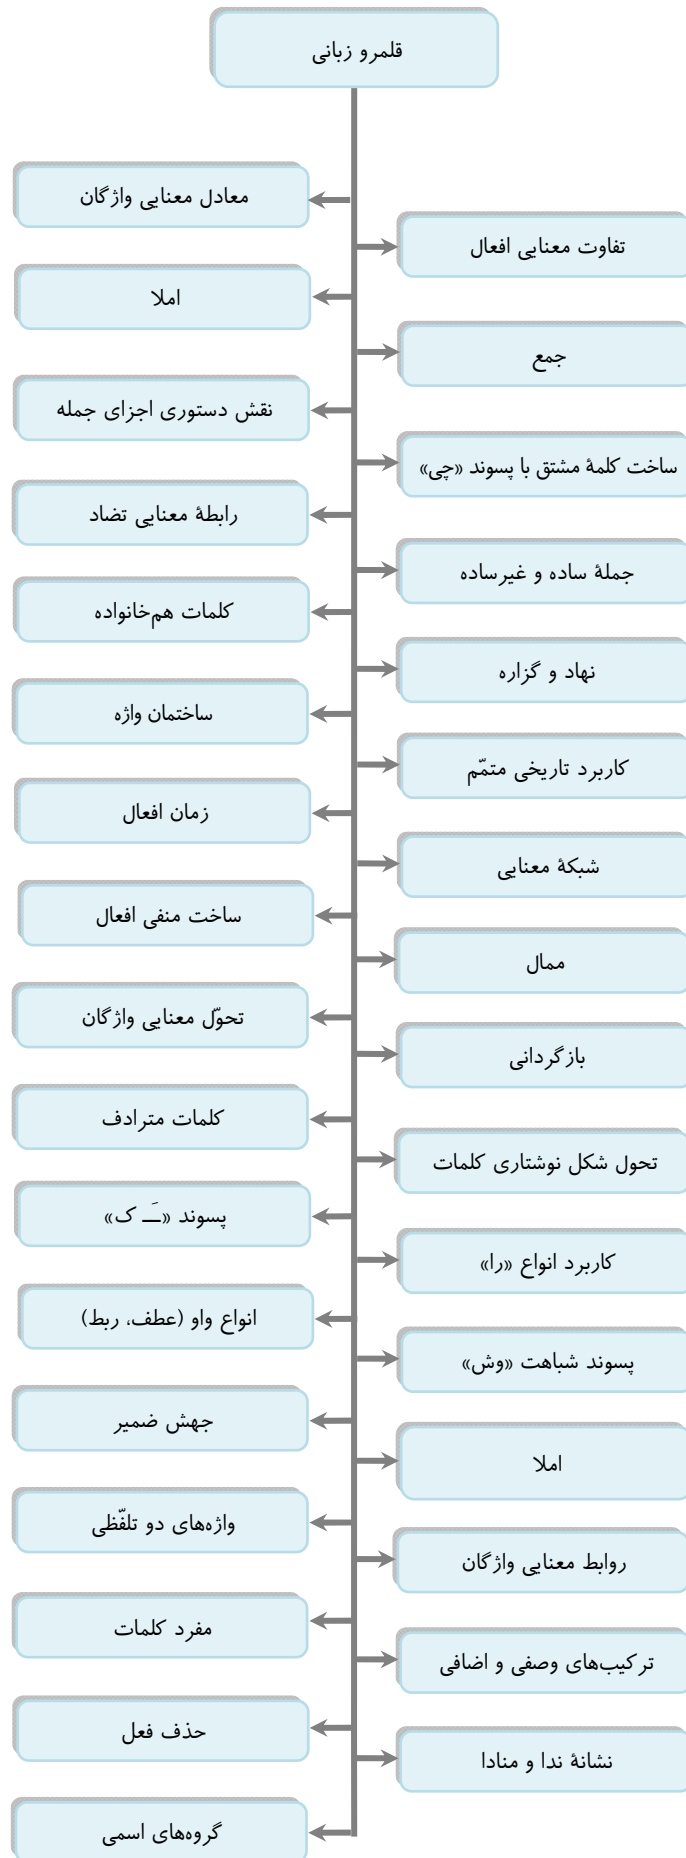 قلمرو زبانی
معادل معنایی واژگان
تفاوت معنایی افعال
املا
جمع
نقش دستوری اجزای جمله
ساخت کلمهٔ مشتق با پسوند «چی»
رابطهٔ معنایی تضاد
جملهٔ ساده و غیرساده
کلمات هم‌خانواده
نهاد و گزاره
ساختمان واژه
کاربرد تاریخی متمّم
زمان افعال
شبکهٔ معنایی
ساخت منفی افعال
ممال
تحوّل معنایی واژگان
بازگردانی
کلمات مترادف
تحول شکل نوشتاری کلمات
پسوند «ـَ ک»
کاربرد انواع «را»
انواع واو (عطف، ربط)
پسوند شباهت «وش»
جهش ضمیر
املا
واژه‌های دو تلفّظی
روابط معنایی واژگان
مفرد کلمات
ترکیب‌های وصفی و اضافی
حذف فعل
نشانهٔ ندا و منادا
گروه‌های اسمی